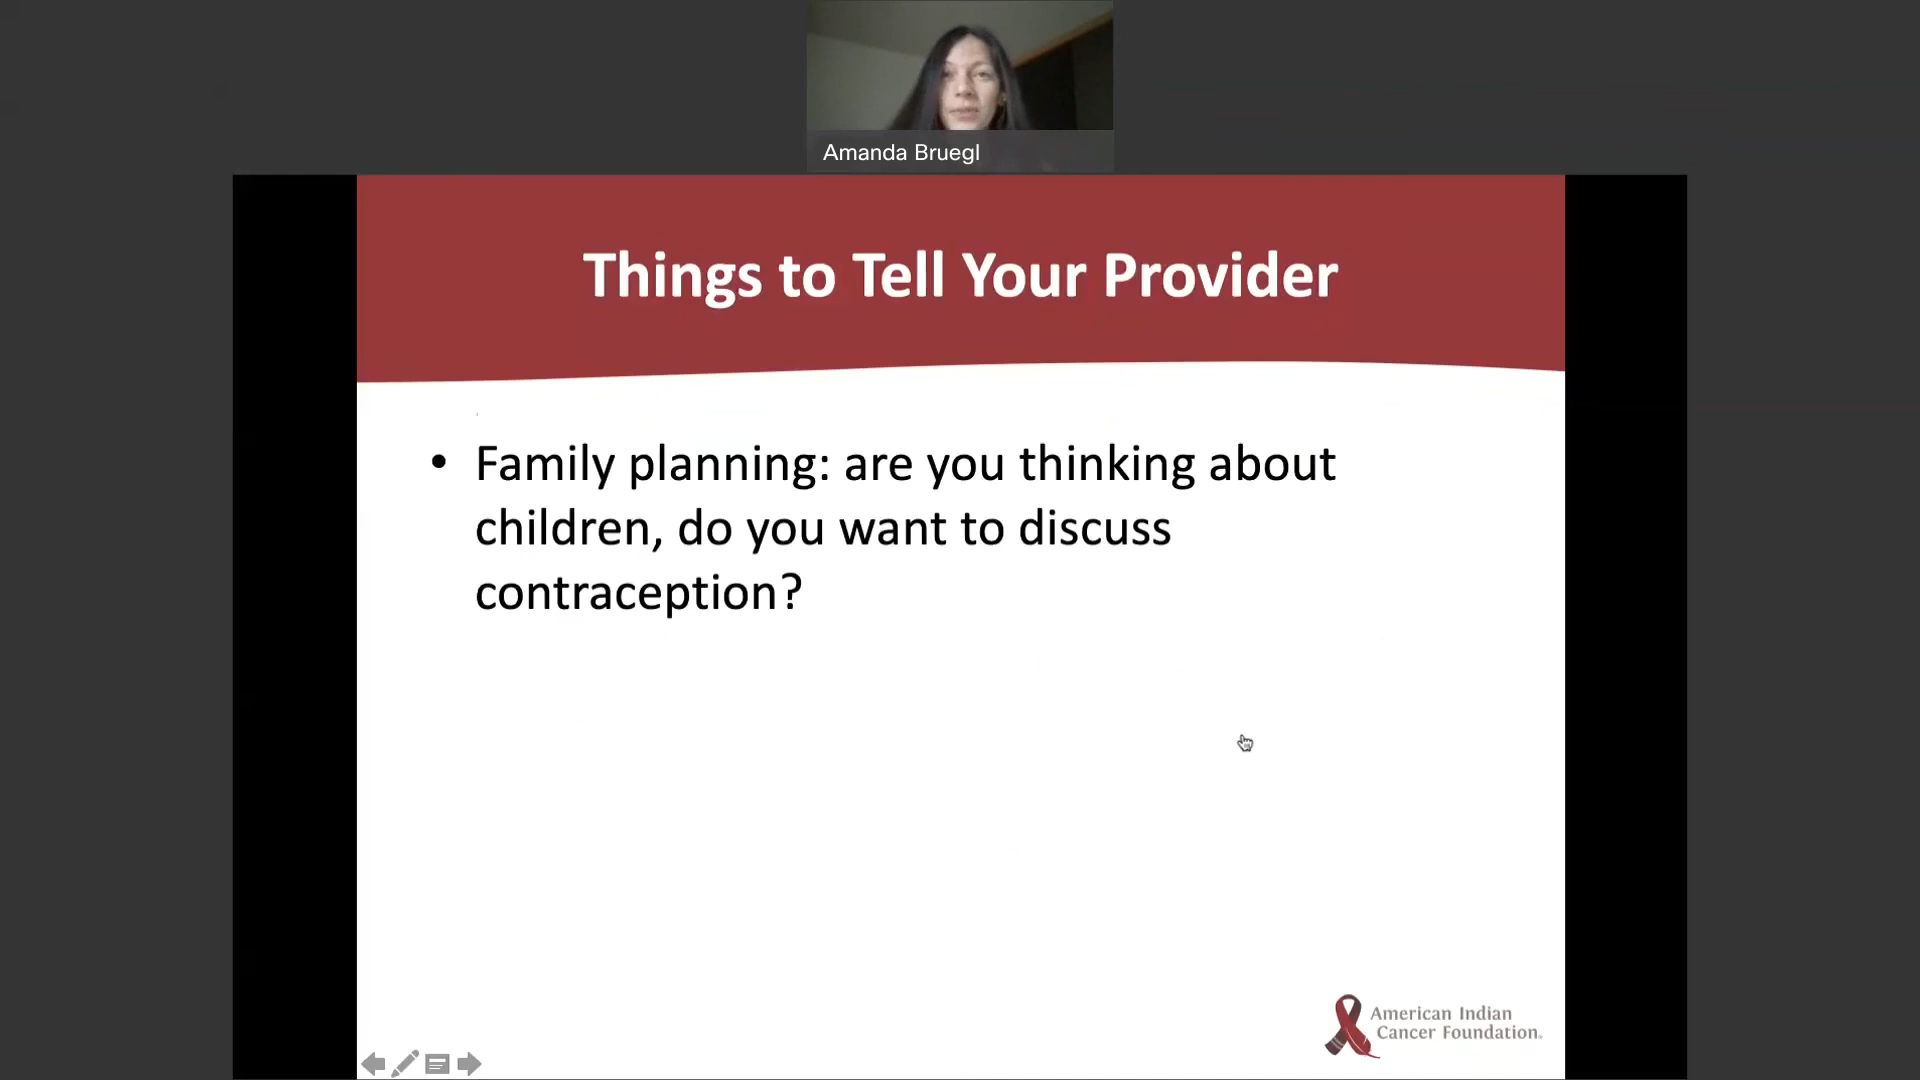 Amanda Bruegl
Things to Tell Your Provider
• Family planning: are you thinking about
children, do you want to discuss
contraception?
American Indian
Cancer Foundation.